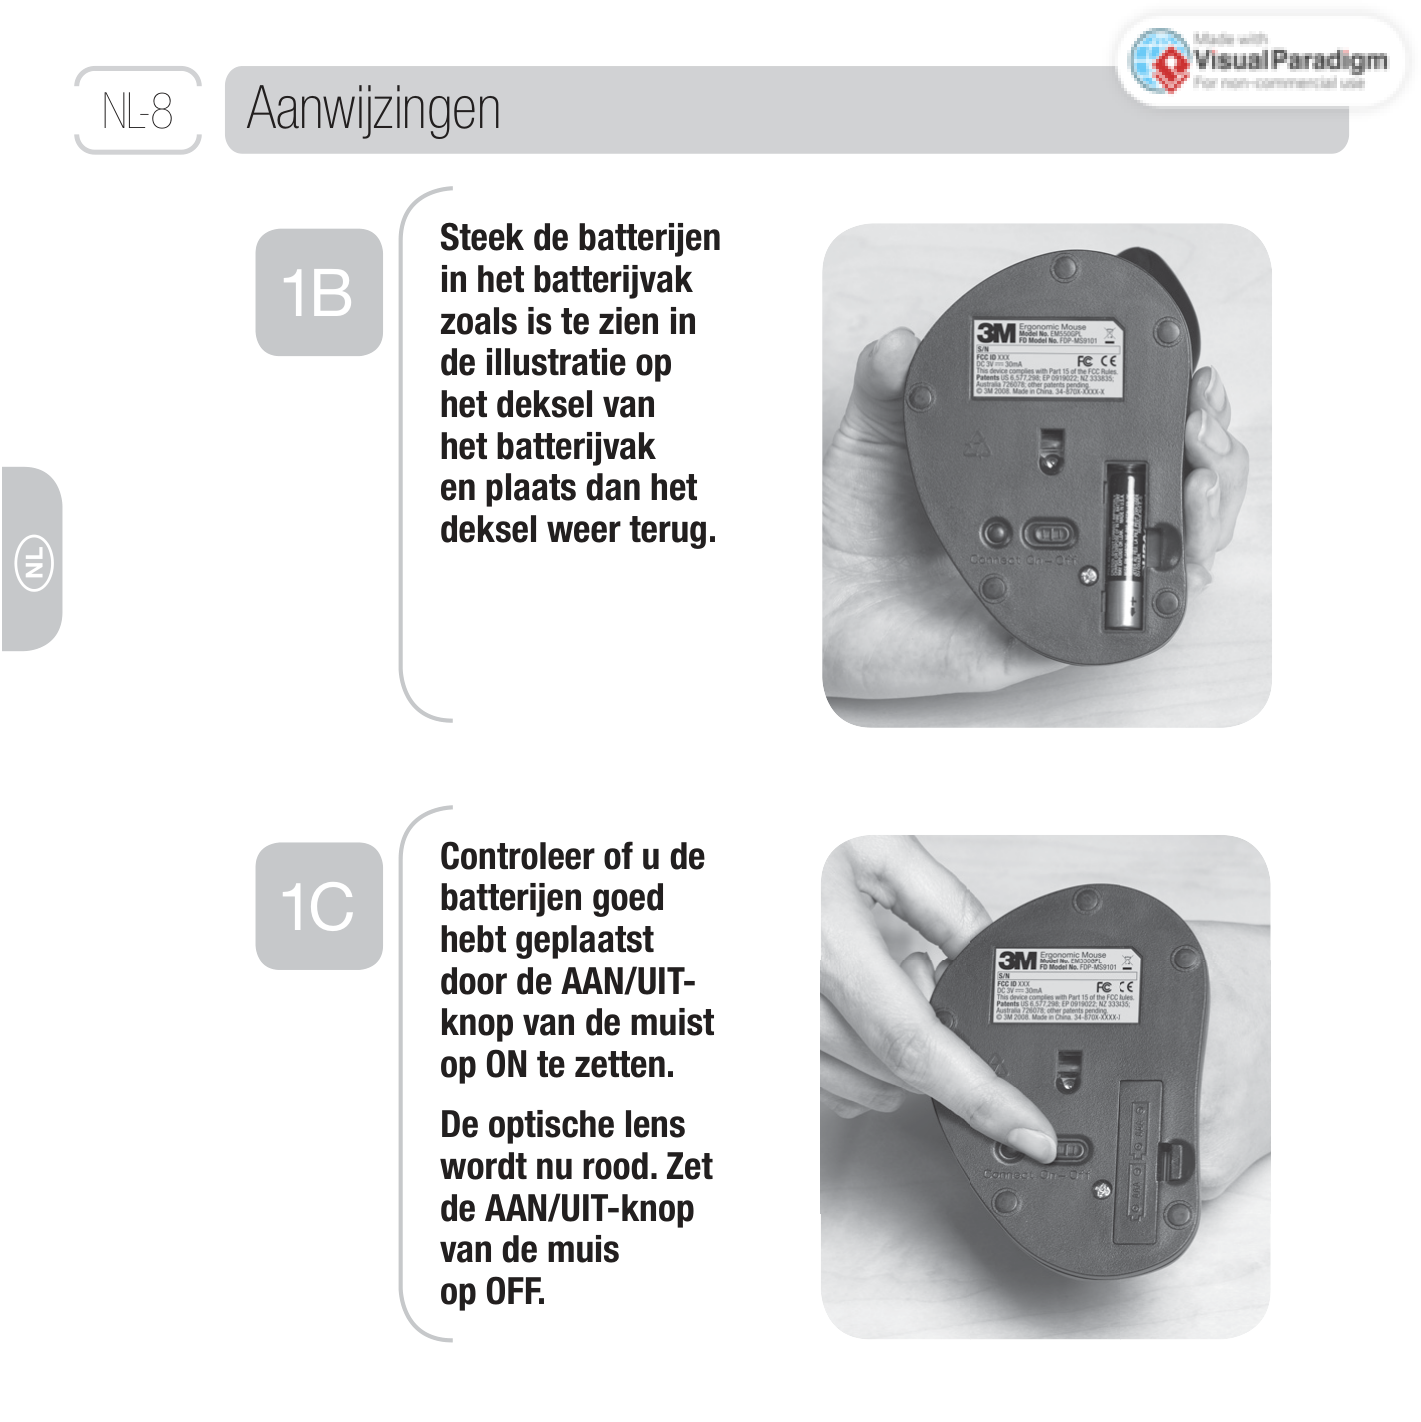 Made with
Visual Paradigm
For non-commercial use
NL-8
Aanwijzingen
1B
Steek de batterijen
in het batterijvak
zoals is te zien in
de illustratie op
het deksel van
het batterijvak
en plaats dan het
deksel weer terug.
3M Ergonomic Mouse
Model No. EM550GPL
FD Model No. FDP-MS9101
S/N
FCC ID XXX
DC 3V 30mA
FC CE
This device complies with Part 15 of the FCC Rules.
Patents US 6,577,298; EP 0919022; NZ 333835;
Australia 726078; other patents pending.
© 3M 2008. Made in China. 34-870X-XXXX-X
Connect On – Off
NL
1C
Controleer of u de
batterijen goed
hebt geplaatst
door de AAN/UIT-
knop van de muist
op ON te zetten.
De optische lens
wordt nu rood. Zet
de AAN/UIT-knop
van de muis
op OFF.
3M Ergonomic Mouse
Model No.
FD Model No. FDP-MS9101
S/N
FCC ID XXX
DC 3V 30mA
FC CE
This device complies with Part 15 of the FCC Rules.
Patents US 6,577,298; EP 0919022; NZ
Australia 726078; other patents pending.
© 3M 2008. Made in China.
Connect On – Off